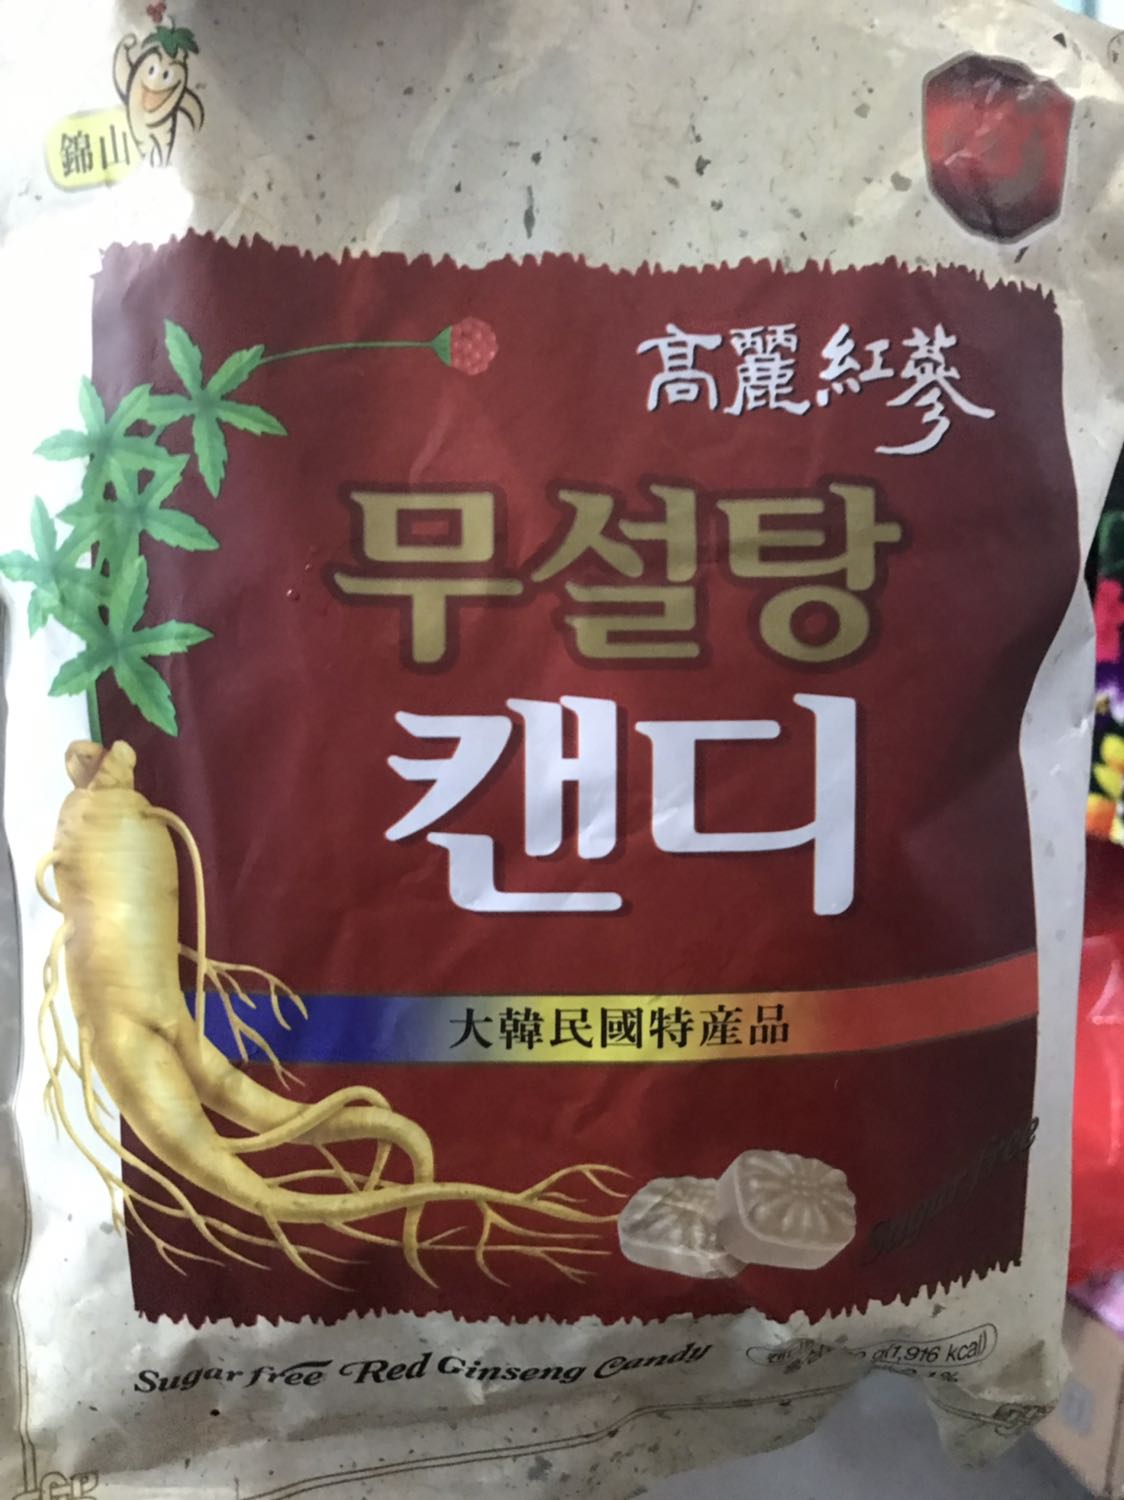 錦山
高麗紅蔘
무설탕
캔디
大韓民國特産品
Sugar free
Sugar free Red Ginseng Candy
g(1,916 kcal)